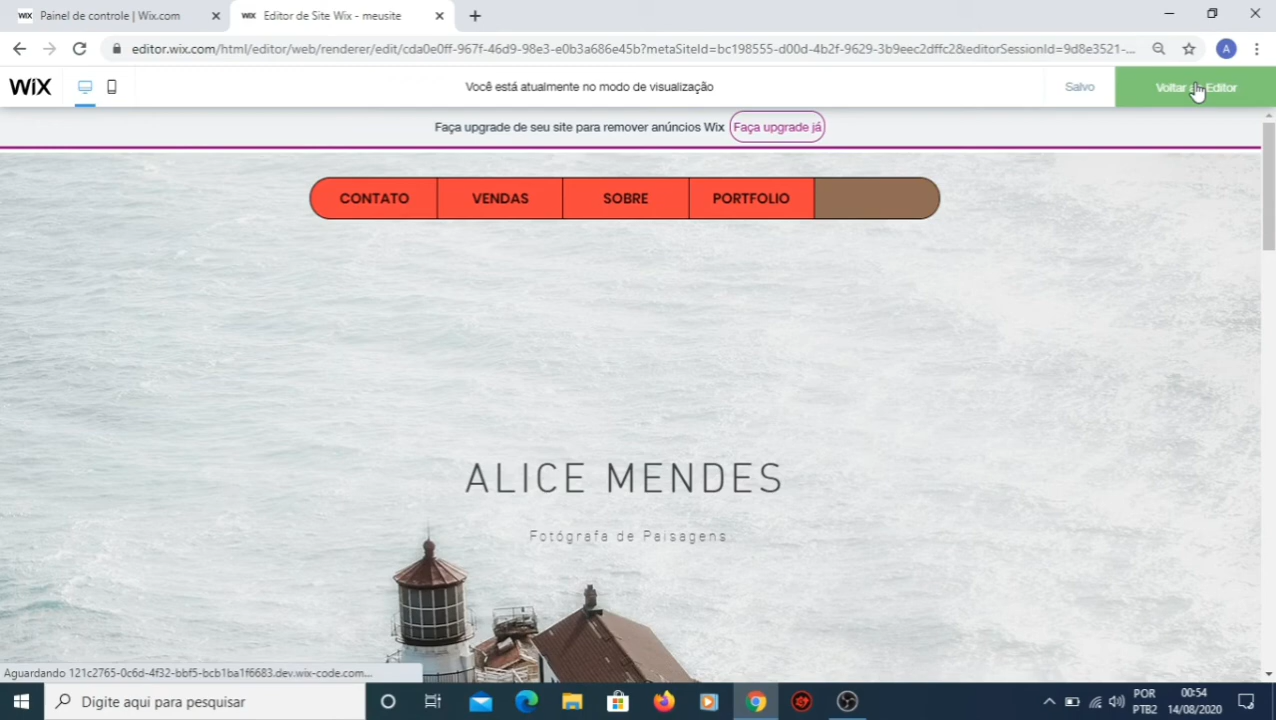 WiX Painel de controle | Wix.com
WiX Editor de Site Wix - meusite
editor.wix.com/html/editor/web/renderer/edit/cda0e0ff-967f-46d9-98e3-e0b3a686e45b?metaSiteId=bc198555-d00d-4b2f-9629-3b9eec2dffc2&editorSessionId=9d8e3521-...
A
WiX
Você está atualmente no modo de visualização
Salvo
Voltar Editor
Faça upgrade de seu site para remover anúncios Wix
Faça upgrade já
CONTATO
VENDAS
SOBRE
PORTFOLIO
ALICE MENDES
Fotógrafa de Paisagens
Aguardando 121c2765-0c6d-4f32-bbf5-bcb1ba1f6683.dev.wix-code.com...
Digite aqui para pesquisar
POR
PTB2
00:54
14/08/2020